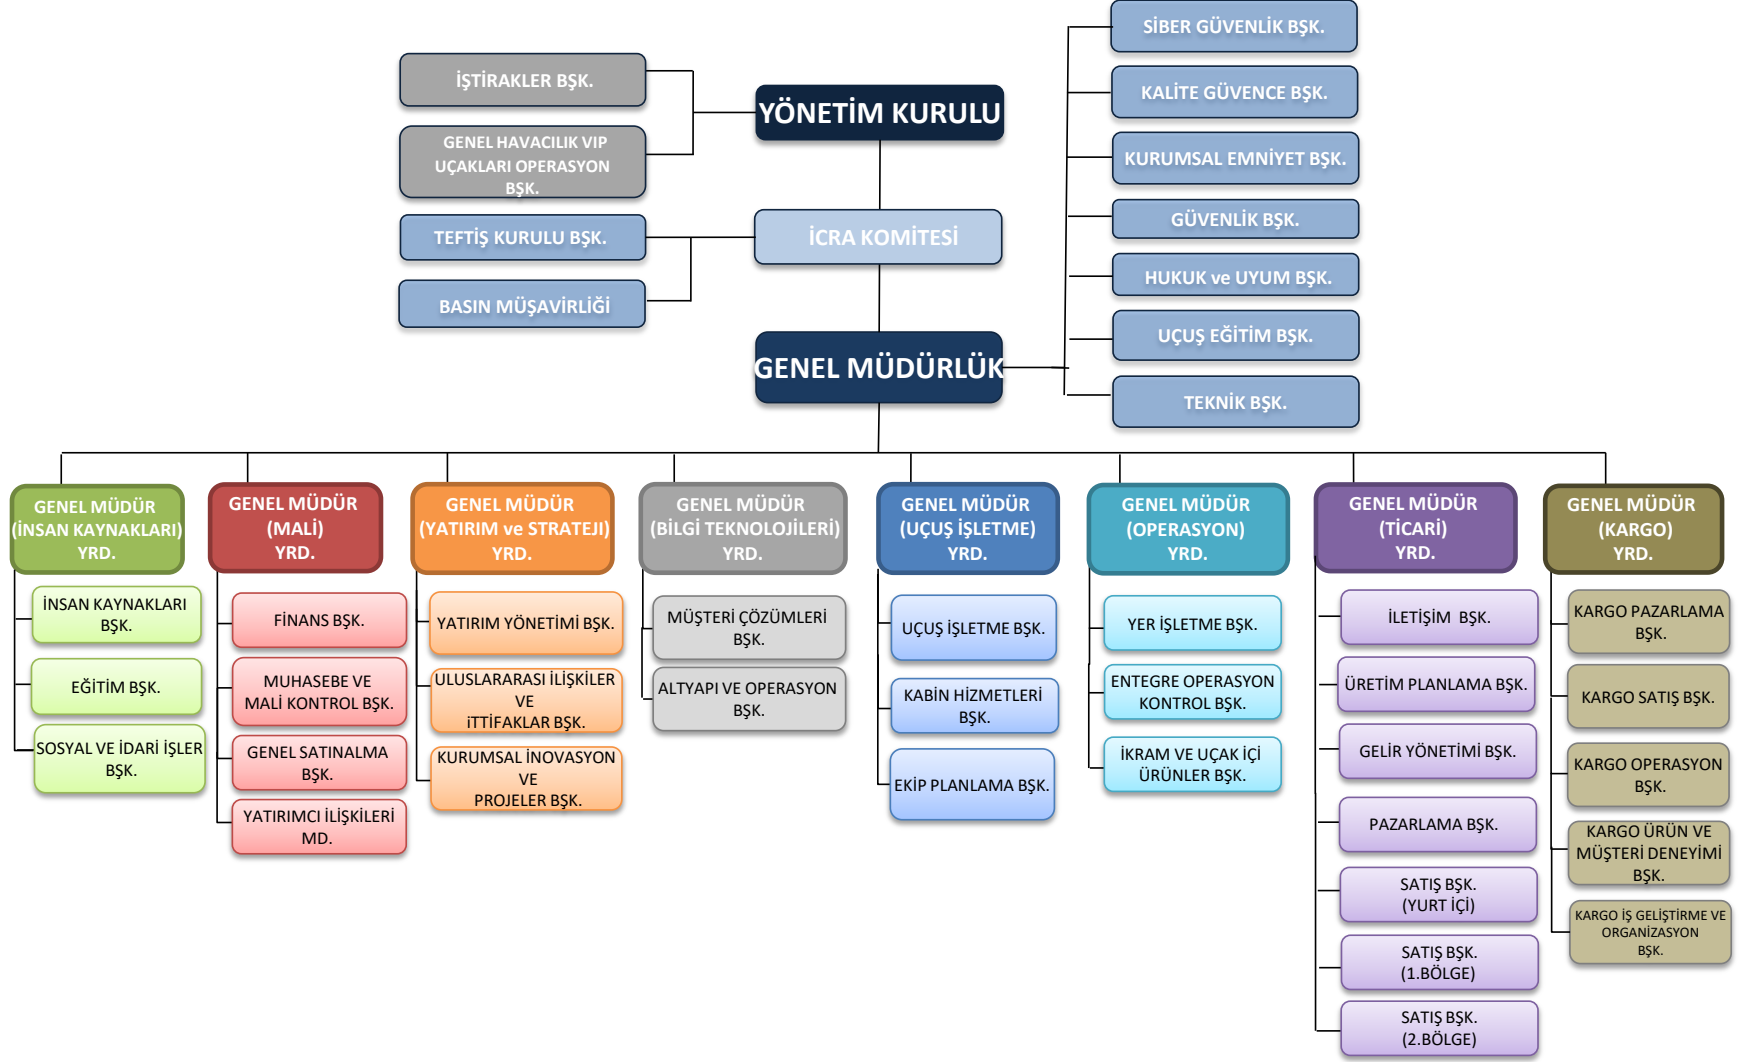 YÖNETİM KURULU
İŞTİRAKLER BŞK.
GENEL HAVACILIK VIP
UÇAKLARI OPERASYON
BŞK.
İCRA KOMİTESİ
TEFTİŞ KURULU BŞK.
BASIN MÜŞAVİRLİĞİ
GENEL MÜDÜRLÜK
SİBER GÜVENLİK BŞK.
KALİTE GÜVENCE BŞK.
KURUMSAL EMNİYET BŞK.
GÜVENLİK BŞK.
HUKUK ve UYUM BŞK.
UÇUŞ EĞİTİM BŞK.
TEKNİK BŞK.
GENEL MÜDÜR
(İNSAN KAYNAKLARI)
YRD.
İNSAN KAYNAKLARI
BŞK.
EĞİTİM BŞK.
SOSYAL VE İDARİ İŞLER
BŞK.
GENEL MÜDÜR
(MALİ)
YRD.
FİNANS BŞK.
MUHASEBE VE
MALİ KONTROL BŞK.
GENEL SATINALMA
BŞK.
YATIRIMCI İLİŞKİLERİ
MD.
GENEL MÜDÜR
(YATIRIM ve STRATEJI)
YRD.
YATIRIM YÖNETİMİ BŞK.
ULUSLARARASI İLİŞKİLER
VE
iTTİFAKLAR BŞK.
KURUMSAL İNOVASYON
VE
PROJELER BŞK.
GENEL MÜDÜR
(BİLGİ TEKNOLOJİLERİ)
YRD.
MÜŞTERİ ÇÖZÜMLERİ
BŞK.
ALTYAPI VE OPERASYON
BŞK.
GENEL MÜDÜR
(UÇUŞ İŞLETME)
YRD.
UÇUŞ İŞLETME BŞK.
KABİN HİZMETLERİ
BŞK.
EKİP PLANLAMA BŞK.
GENEL MÜDÜR
(OPERASYON)
YRD.
YER İŞLETME BŞK.
ENTEGRE OPERASYON
KONTROL BŞK.
İKRAM VE UÇAK İÇİ
ÜRÜNLER BŞK.
GENEL MÜDÜR
(TİCARİ)
YRD.
İLETİŞİM BŞK.
ÜRETİM PLANLAMA BŞK.
GELİR YÖNETİMİ BŞK.
PAZARLAMA BŞK.
SATIŞ BŞK.
(YURT İÇİ)
SATIŞ BŞK.
(1.BÖLGE)
SATIŞ BŞK.
(2.BÖLGE)
GENEL MÜDÜR
(KARGO)
YRD.
KARGO PAZARLAMA
BŞK.
KARGO SATIŞ BŞK.
KARGO OPERASYON
BŞK.
KARGO ÜRÜN VE
MÜŞTERİ DENEYİMİ
BŞK.
KARGO İŞ GELİŞTİRME VE
ORGANİZASYON
BŞK.